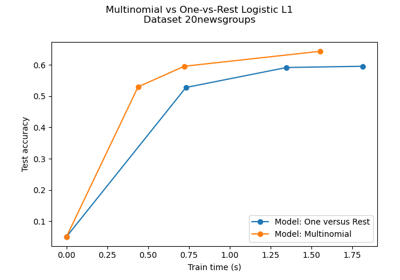 Multinomial vs One-vs-Rest Logistic L1
Dataset 20newsgroups
0.6
0.5
0.4
0.3
0.2
0.1
Test accuracy
Model: One versus Rest
Model: Multinomial
0.00 0.25 0.50 0.75 1.00 1.25 1.50 1.75
Train time (s)